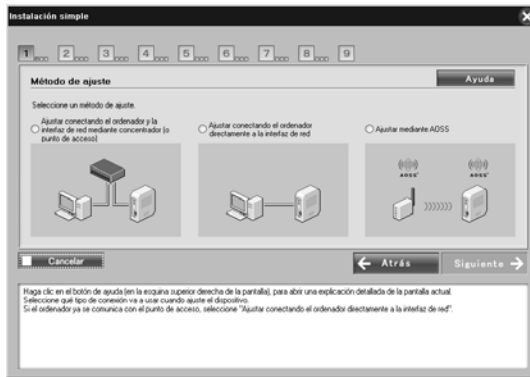 Instalación simple
1 2 3 4 5 6 7 8 9
Método de ajuste
Ayuda
Seleccione un método de ajuste.
Ajustar conectando el ordenador y la
interfaz de red mediante concentrador (o
punto de acceso)
Ajustar conectando el ordenador
directamente a la interfaz de red
Ajustar mediante AOSS
AOSS AOSS
Cancelar
Atrás
Siguiente
Haga clic en el botón de ayuda (en la esquina superior derecha de la pantalla), para abrir una explicación detallada de la pantalla actual.
Seleccione qué tipo de conexión va a usar cuando ajuste el dispositivo.
Si el ordenador ya se comunica con el punto de acceso, seleccione "Ajustar conectando el ordenador directamente a la interfaz de red".